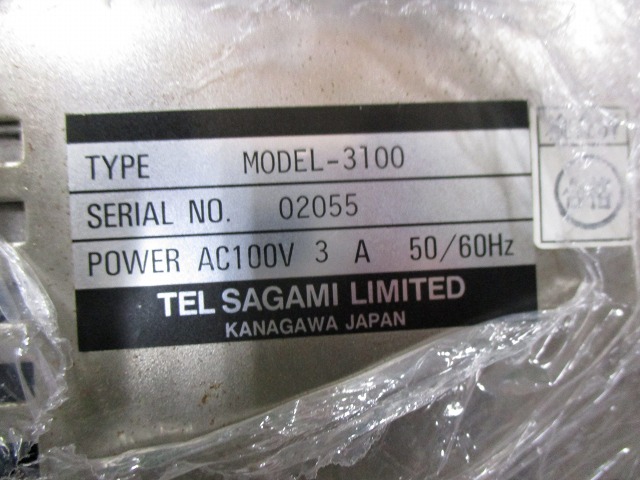 TYPE MODEL-3100
SERIAL NO. 02055
POWER AC100V 3 A 50/60Hz
TEL SAGAMI LIMITED
KANAGAWA JAPAN